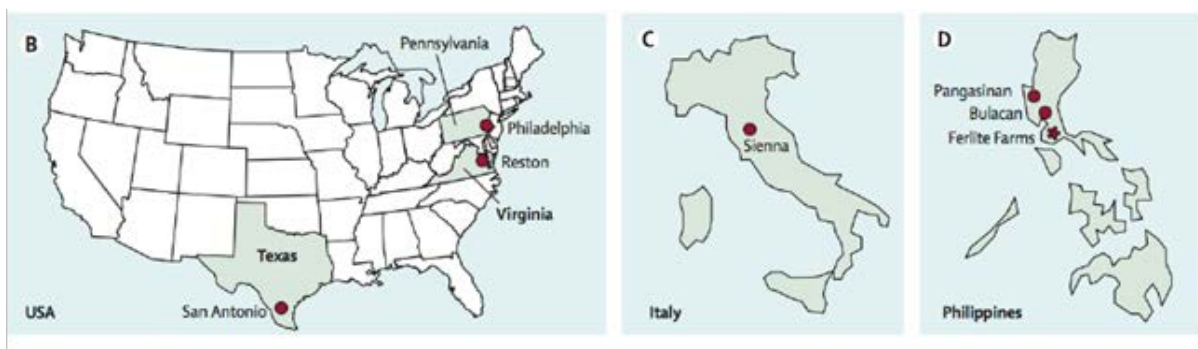 B
Pennsylvania
Philadelphia
Reston
Virginia
Texas
San Antonio
USA
C
Sienna
Italy
D
Pangasinan
Bulacan
Ferlite Farms
Philippines